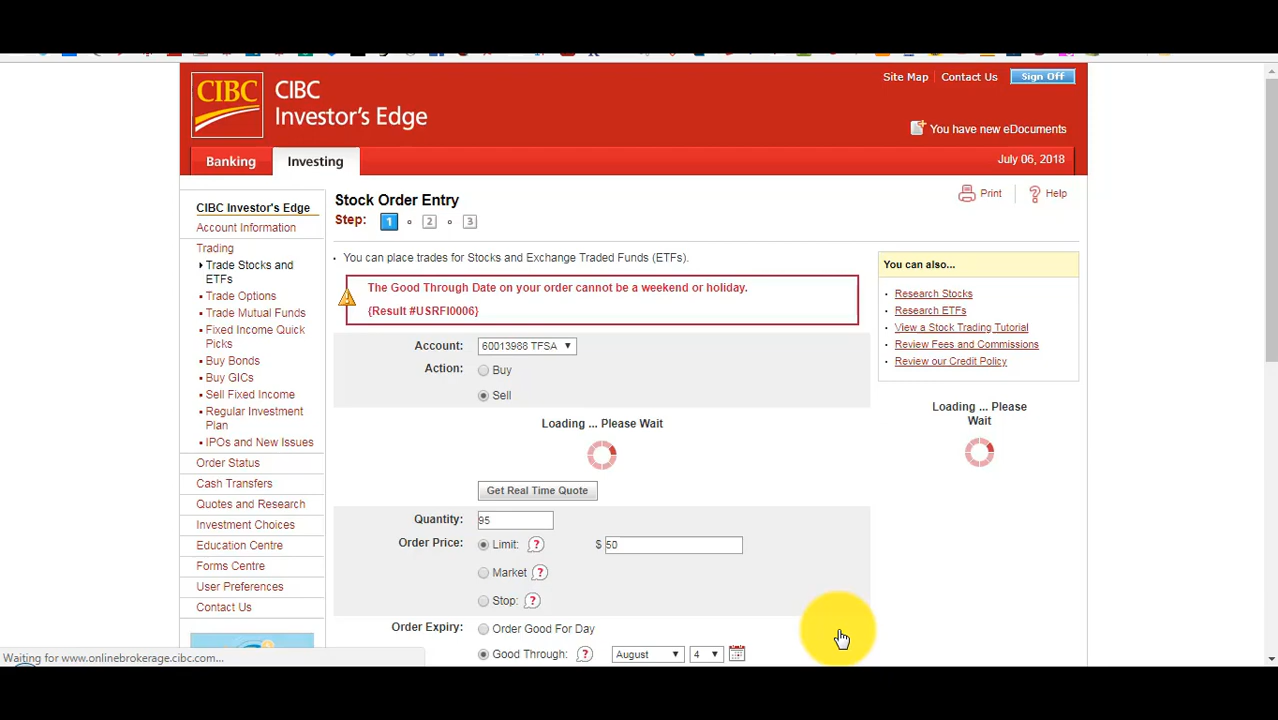 CIBC
CIBC
Investor's Edge
Site Map
Contact Us
Sign Off
You have new eDocuments
Banking
Investing
July 06, 2018
CIBC Investor's Edge
Account Information
Trading
Trade Stocks and
ETFs
Trade Options
Trade Mutual Funds
Fixed Income Quick
Picks
Buy Bonds
Buy GICs
Sell Fixed Income
Regular Investment
Plan
IPOs and New Issues
Order Status
Cash Transfers
Quotes and Research
Investment Choices
Education Centre
Forms Centre
User Preferences
Contact Us
Stock Order Entry
Print
Help
Step: 1 2 3
You can place trades for Stocks and Exchange Traded Funds (ETFs).
The Good Through Date on your order cannot be a weekend or holiday.
{Result #USRFI0006}
Account: 60013988 TFSA
Action: Buy
Sell
Loading ... Please Wait
Get Real Time Quote
Quantity: 95
Order Price: Limit: ? $ 50
Market ?
Stop: ?
Order Expiry: Order Good For Day
Good Through: ? August 4
You can also...
Research Stocks
Research ETFs
View a Stock Trading Tutorial
Review Fees and Commissions
Review our Credit Policy
Loading ... Please
Wait
Waiting for www.onlinebrokerage.cibc.com...